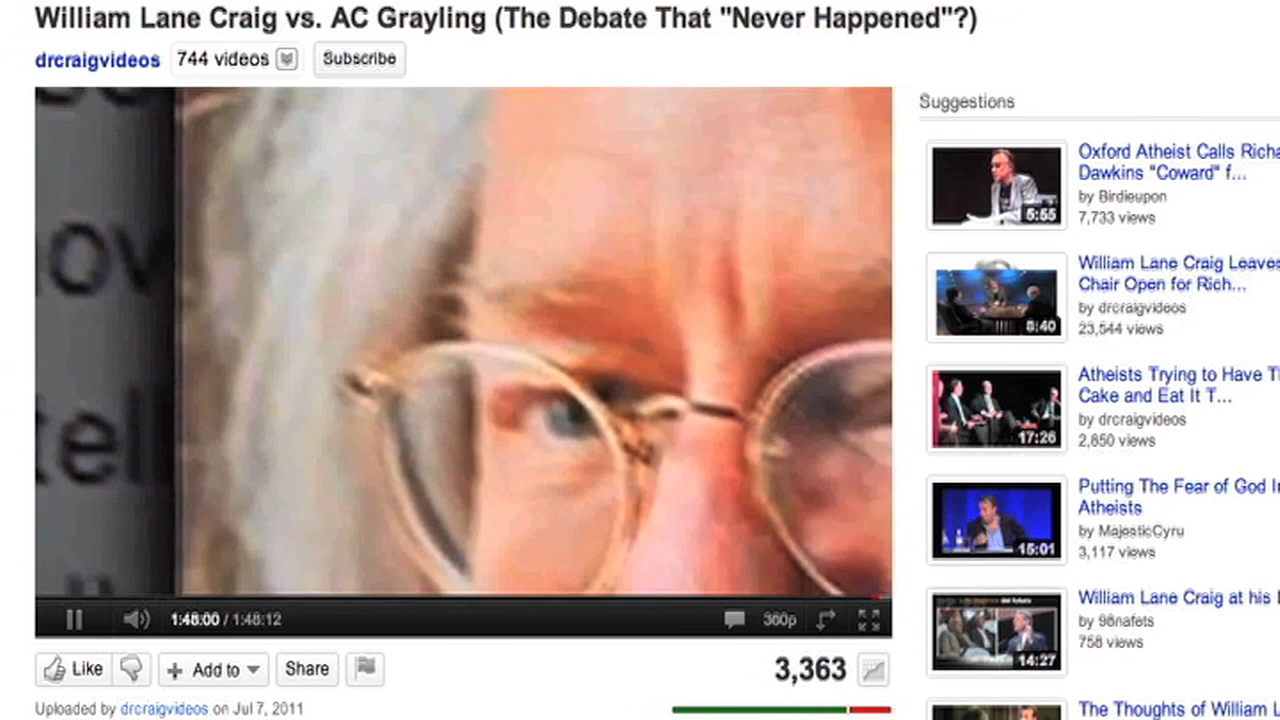 William Lane Craig vs. AC Grayling (The Debate That "Never Happened"?)
drcraigvideos 744 videos Subscribe
ov
tel
1:48:00 / 1:48:12 360p
Like Add to Share 3,363
Uploaded by drcraigvideos on Jul 7, 2011
Suggestions
Oxford Atheist Calls Richa
Dawkins "Coward" f...
by Birdieupon
7,733 views
5:55
William Lane Craig Leaves
Chair Open for Rich...
by drcraigvideos
23,544 views
8:40
Atheists Trying to Have Th
Cake and Eat It T...
by drcraigvideos
2,850 views
17:26
Putting The Fear of God In
Atheists
by MajesticCyru
3,117 views
15:01
William Lane Craig at his
by 98nafets
758 views
14:27
The Thoughts of William L